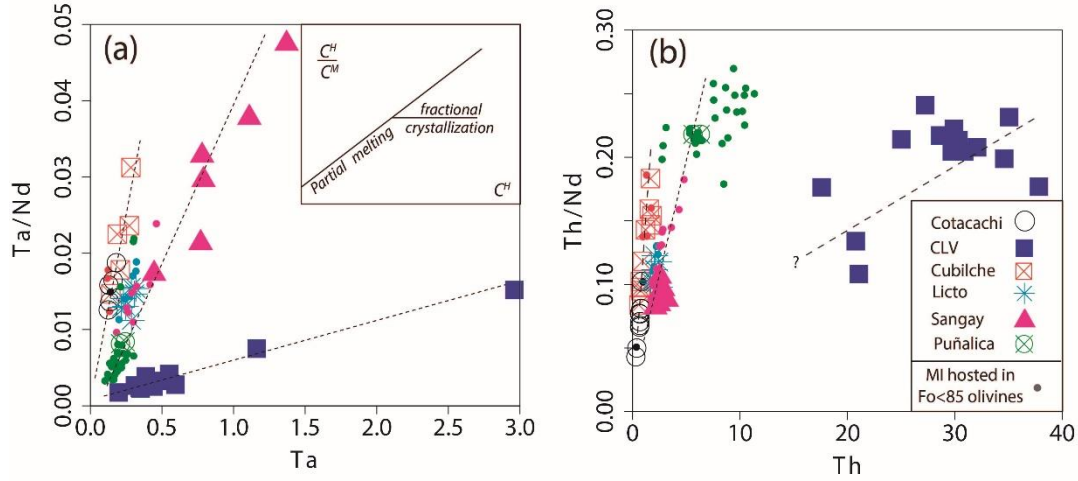 (a)
0.05
0.04
0.03
0.02
0.01
0.00
Ta/Nd
C^H
C^M
fractional
crystallization
Partial melting
C^H
0.0 0.5 1.0 1.5 2.0 2.5 3.0
Ta
(b)
0.30
0.20
0.10
0.00
Th/Nd
?
Cotacachi
CLV
Cubilche
Licto
Sangay
Puñalica
MI hosted in
Fo<85 olivines
0 10 20 30 40
Th